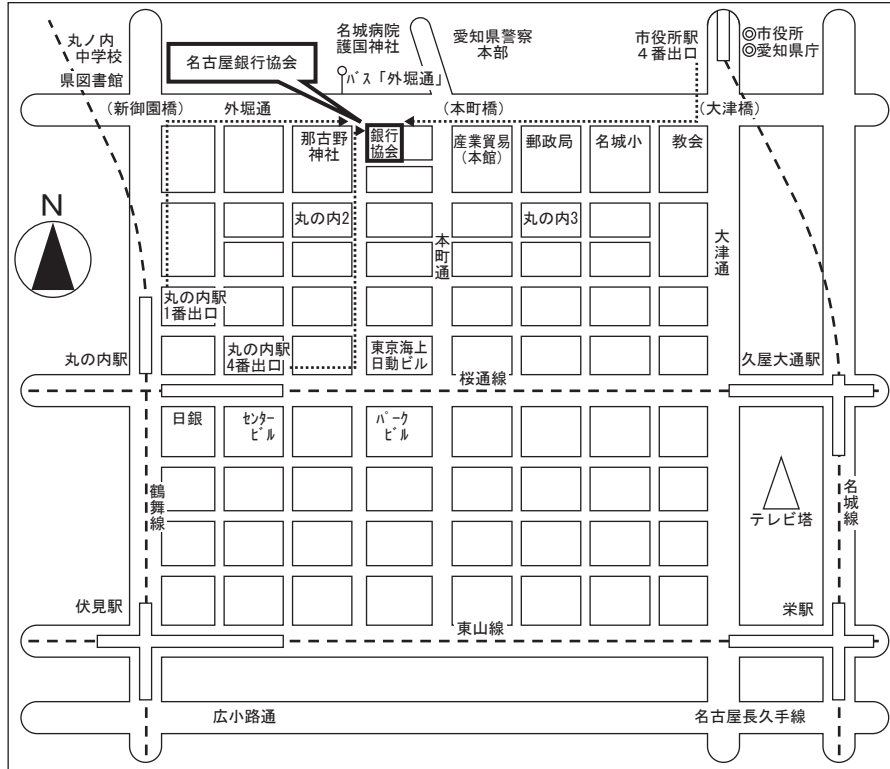 丸ノ内
中学校
県図書館
名古屋銀行協会
名城病院
護国神社
バス「外堀通」
愛知県警察
本部
市役所駅
4番出口
◎市役所
◎愛知県庁
(新御園橋)
外堀通
(本町橋)
(大津橋)
那古野
神社
銀行
協会
産業貿易
(本館)
郵政局
名城小
教会
N
丸の内2
丸の内3
本町通
大津通
丸の内駅
1番出口
丸の内駅
丸の内駅
4番出口
東京海上
日動ビル
久屋大通駅
桜通線
日銀
センター
ビル
パーク
ビル
鶴舞線
名城線
テレビ塔
伏見駅
栄駅
東山線
広小路通
名古屋長久手線